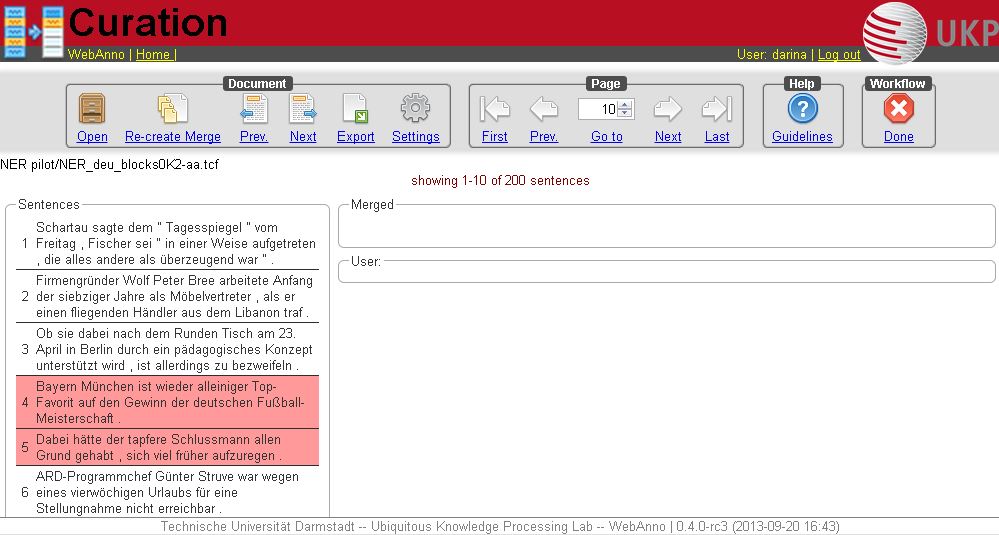 Curation
UKP
WebAnno | Home |
User: darina | Log out
Document
Page
Help
Workflow
10
Open
Re-create Merge
Prev.
Next
Export
Settings
First
Prev.
Go to
Next
Last
Guidelines
Done
NER pilot/NER_deu_blocks0K2-aa.tcf
showing 1-10 of 200 sentences
Sentences
Schartau sagte dem " Tagesspiegel " vom
1 Freitag , Fischer sei " in einer Weise aufgetreten
, die alles andere als überzeugend war " .
Firmengründer Wolf Peter Bree arbeitete Anfang
2 der siebziger Jahre als Möbelvertreter , als er
einen fliegenden Händler aus dem Libanon traf .
Ob sie dabei nach dem Runden Tisch am 23.
3 April in Berlin durch ein pädagogisches Konzept
unterstützt wird , ist allerdings zu bezweifeln .
Bayern München ist wieder alleiniger Top-
4 Favorit auf den Gewinn der deutschen Fußball-
Meisterschaft .
Dabei hätte der tapfere Schlussmann allen
5 Grund gehabt , sich viel früher aufzuregen .
ARD-Programmchef Günter Struve war wegen
6 eines vierwöchigen Urlaubs für eine
Stellungnahme nicht erreichbar .
Merged
User:
Technische Universität Darmstadt -- Ubiquitous Knowledge Processing Lab -- WebAnno | 0.4.0-rc3 (2013-09-20 16:43)